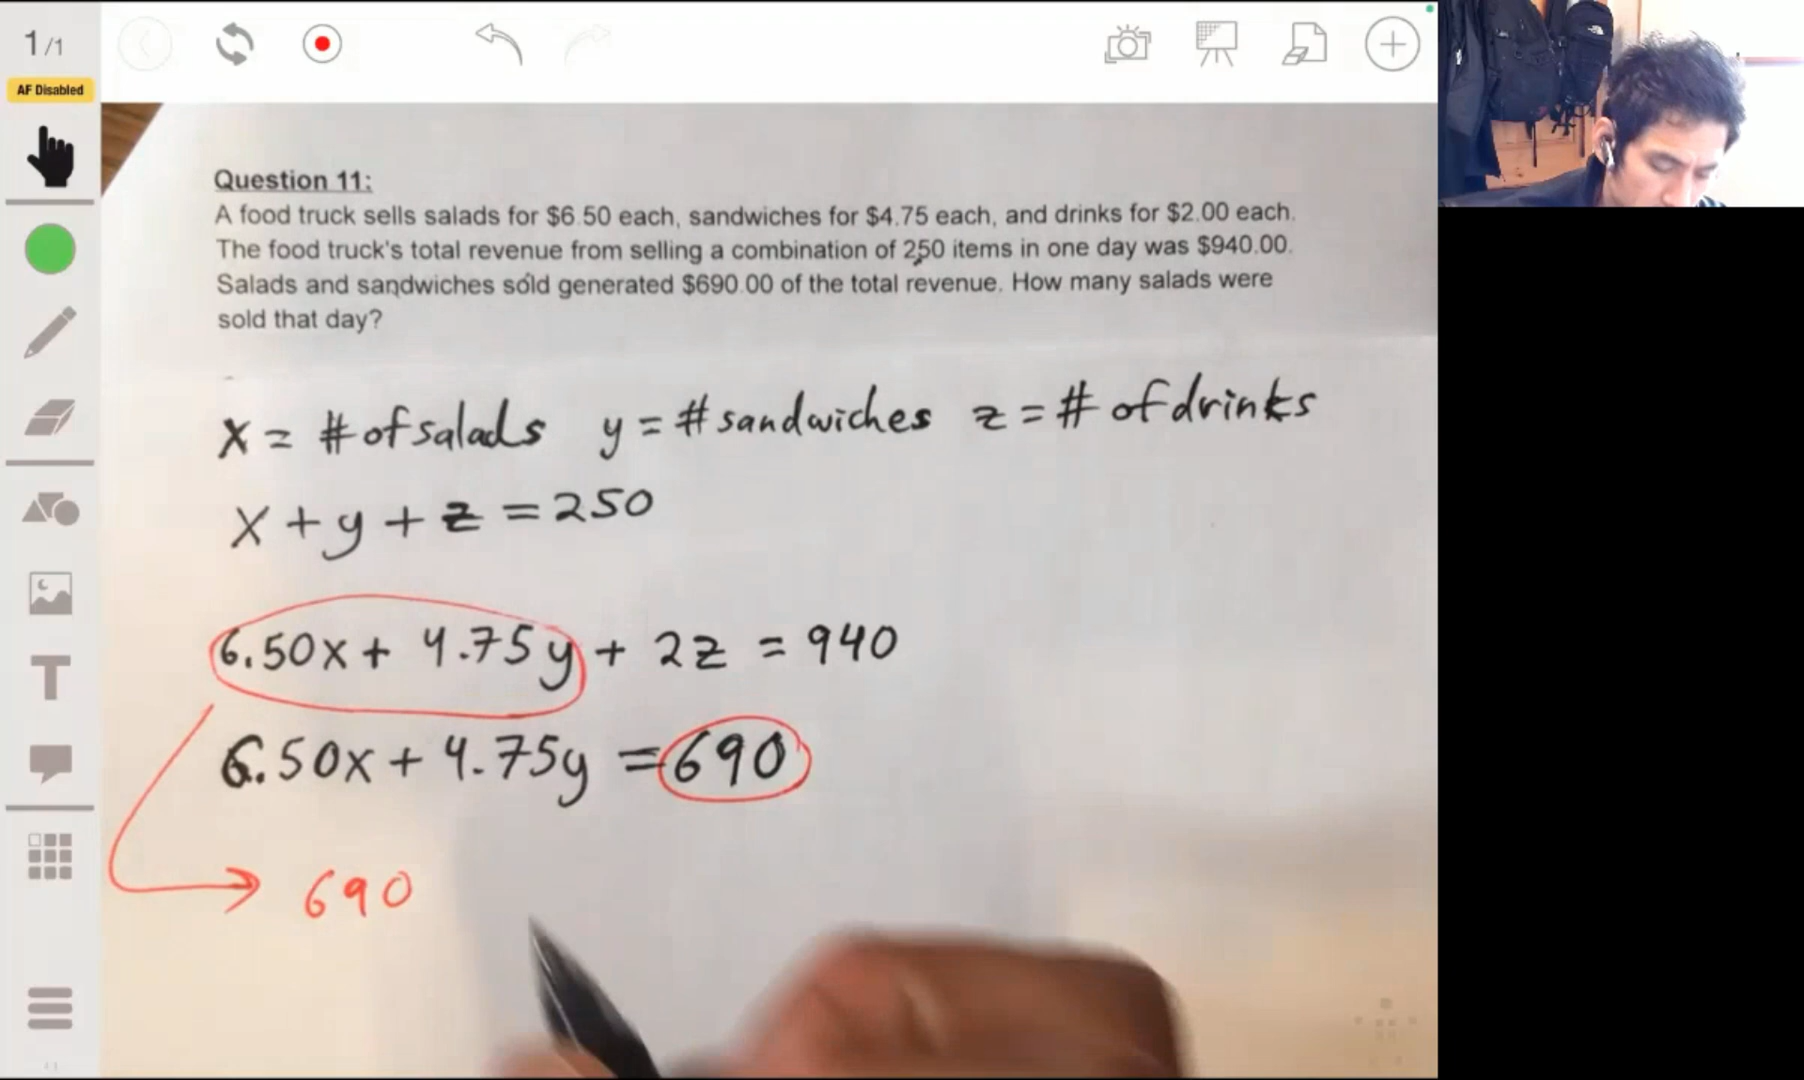 1/1
AF Disabled
Question 11:
A food truck sells salads for $6.50 each, sandwiches for $4.75 each, and drinks for $2.00 each.
The food truck's total revenue from selling a combination of 250 items in one day was $940.00.
Salads and sandwiches sold generated $690.00 of the total revenue. How many salads were
sold that day?
x = # of salads y = # sandwiches z = # of drinks
x + y + z = 250
6.50x + 4.75y + 2z = 940
6.50x + 4.75y = 690
690
T